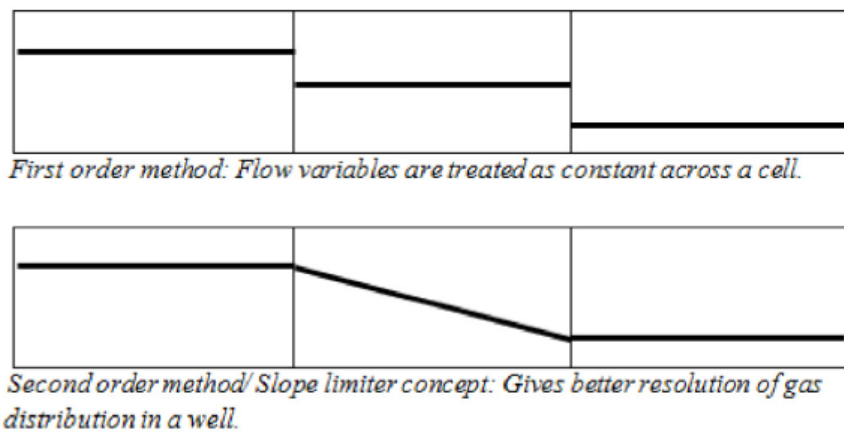 First order method: Flow variables are treated as constant across a cell.
Second order method/ Slope limiter concept: Gives better resolution of gas
distribution in a well.